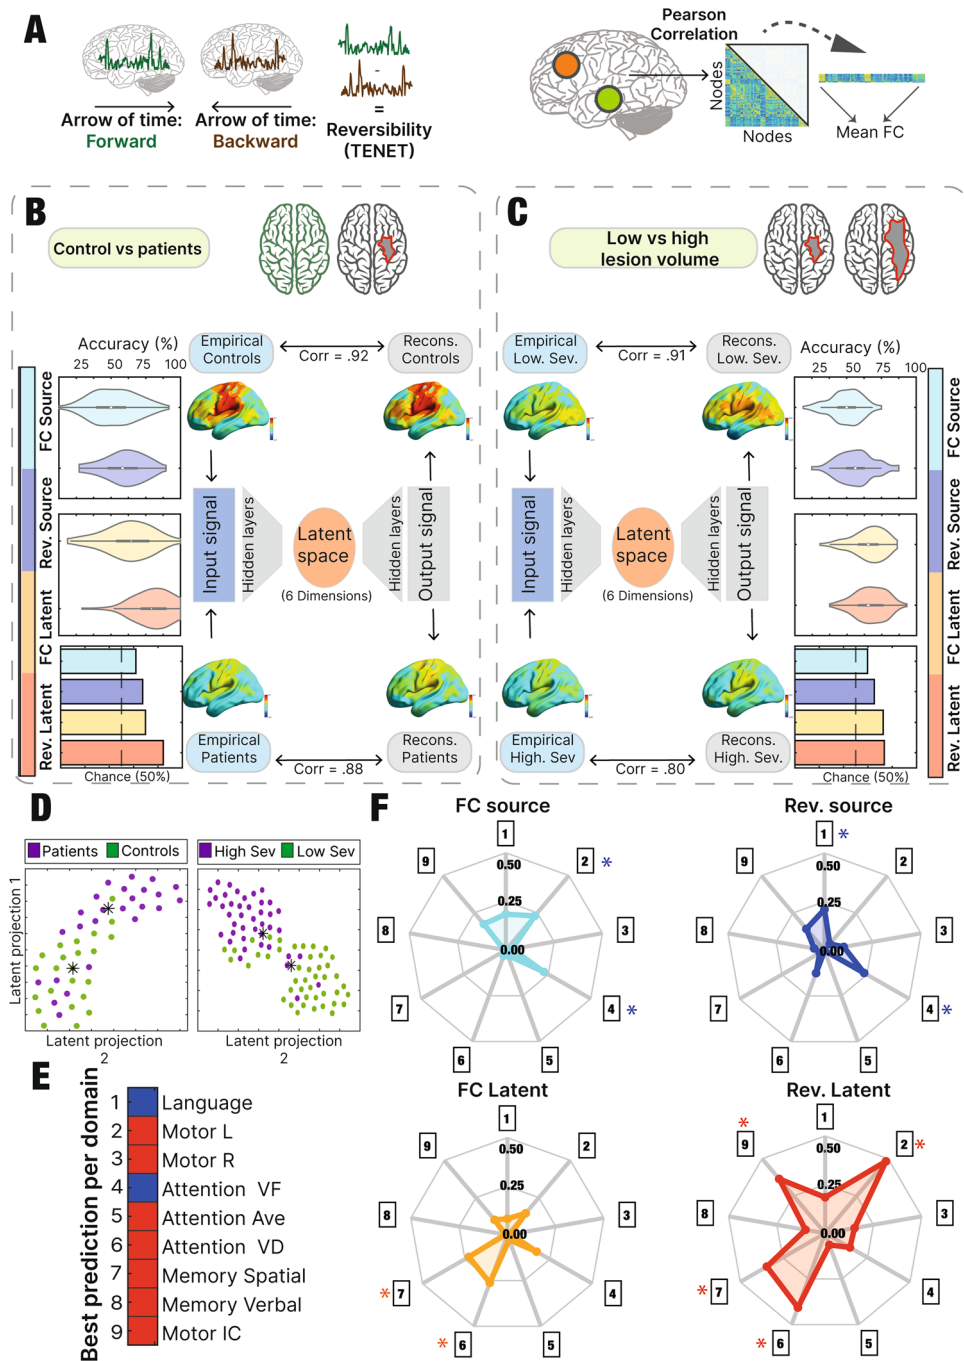 A
Arrow of time:
Forward
Arrow of time:
Backward
-
=
Reversibility
(TENET)
Pearson
Correlation
Nodes
Nodes
Mean FC
B
Control vs patients
Accuracy (%)
25 50 75 100
Empirical
Controls
Corr = .92
Recons.
Controls
FC Source
Rev. Source
FC Latent
Rev. Latent
Input signal
Hidden layers
Latent
space
(6 Dimensions)
Hidden layers
Output signal
Chance (50%)
Empirical
Patients
Corr = .88
Recons.
Patients
C
Low vs high
lesion volume
Empirical
Low. Sev.
Corr = .91
Recons.
Low. Sev.
Accuracy (%)
25 50 75 100
Input signal
Hidden layers
Latent
space
(6 Dimensions)
Hidden layers
Output signal
FC Source
Rev. Source
FC Latent
Rev. Latent
Empirical
High. Sev
Corr = .80
Recons.
High. Sev.
Chance (50%)
D
Patients Controls
High Sev Low Sev
Latent projection 1
Latent projection
2
Latent projection
2
E
Best prediction per domain
1 Language
2 Motor L
3 Motor R
4 Attention VF
5 Attention Ave
6 Attention VD
7 Memory Spatial
8 Memory Verbal
9 Motor IC
F
FC source
1
2 *
3
4 *
5
6
7
8
9
0.50
0.25
0.00
Rev. source
1 *
2
3
4 *
5
6
7
8
9
0.50
0.25
0.00
FC Latent
1
2
3
4
5
* 6
* 7
8
9
0.50
0.25
0.00
Rev. Latent
1
2 *
3
4
5
* 6
* 7
8
* 9
0.50
0.25
0.00